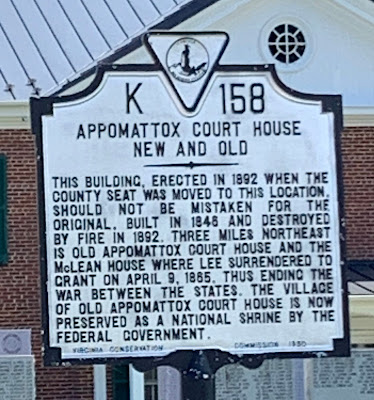 K 158
APPOMATTOX COURT HOUSE
NEW AND OLD
THIS BUILDING, ERECTED IN 1892 WHEN THE
COUNTY SEAT WAS MOVED TO THIS LOCATION,
SHOULD NOT BE MISTAKEN FOR THE
ORIGINAL, BUILT IN 1846 AND DESTROYED
BY FIRE IN 1892. THREE MILES NORTHEAST
IS OLD APPOMATTOX COURT HOUSE AND THE
McLEAN HOUSE WHERE LEE SURRENDERED TO
GRANT ON APRIL 9, 1865, THUS ENDING THE
WAR BETWEEN THE STATES. THE VILLAGE
OF OLD APPOMATTOX COURT HOUSE IS NOW
PRESERVED AS A NATIONAL SHRINE BY THE
FEDERAL GOVERNMENT.
VIRGINIA CONSERVATION COMMISSION 1950